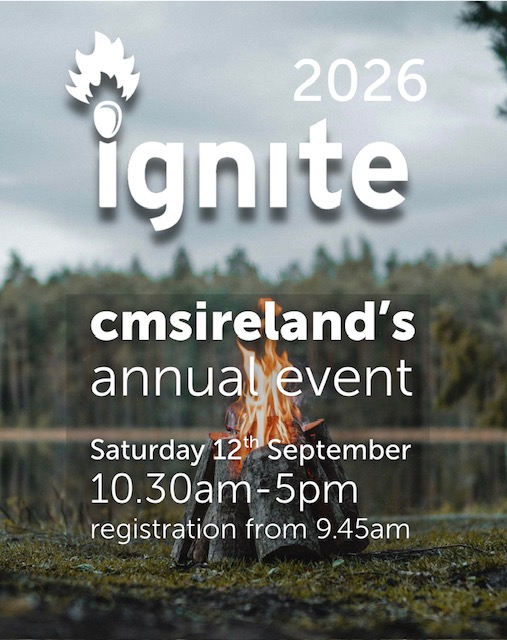 2026
ignite
cmsireland’s
annual event
Saturday 12th September
10.30am-5pm
registration from 9.45am